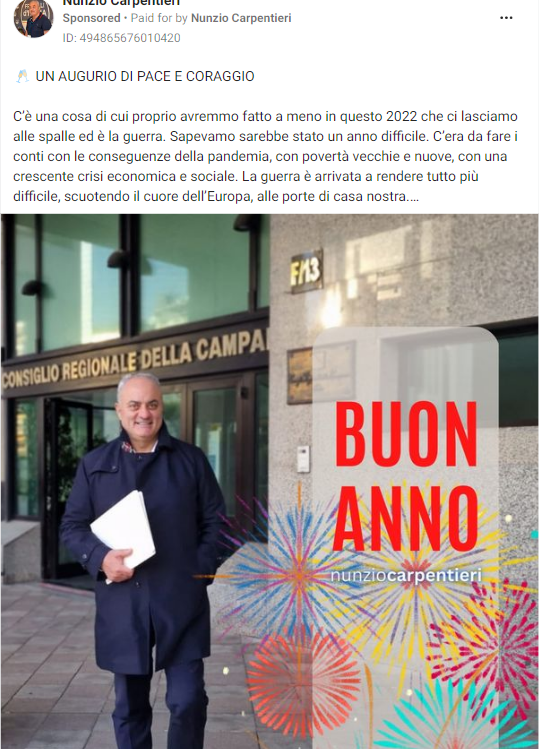 Nunzio Carpentieri
Sponsored • Paid for by Nunzio Carpentieri
ID: 494865676010420
🥂 UN AUGURIO DI PACE E CORAGGIO
C'è una cosa di cui proprio avremmo fatto a meno in questo 2022 che ci lasciamo
alle spalle ed è la guerra. Sapevamo sarebbe stato un anno difficile. C'era da fare i
conti con le conseguenze della pandemia, con povertà vecchie e nuove, con una
crescente crisi economica e sociale. La guerra è arrivata a rendere tutto più
difficile, scuotendo il cuore dell'Europa, alle porte di casa nostra....
F/13
CONSIGLIO REGIONALE DELLA CAMPA
BUON
ANNO
nunziocarpentieri